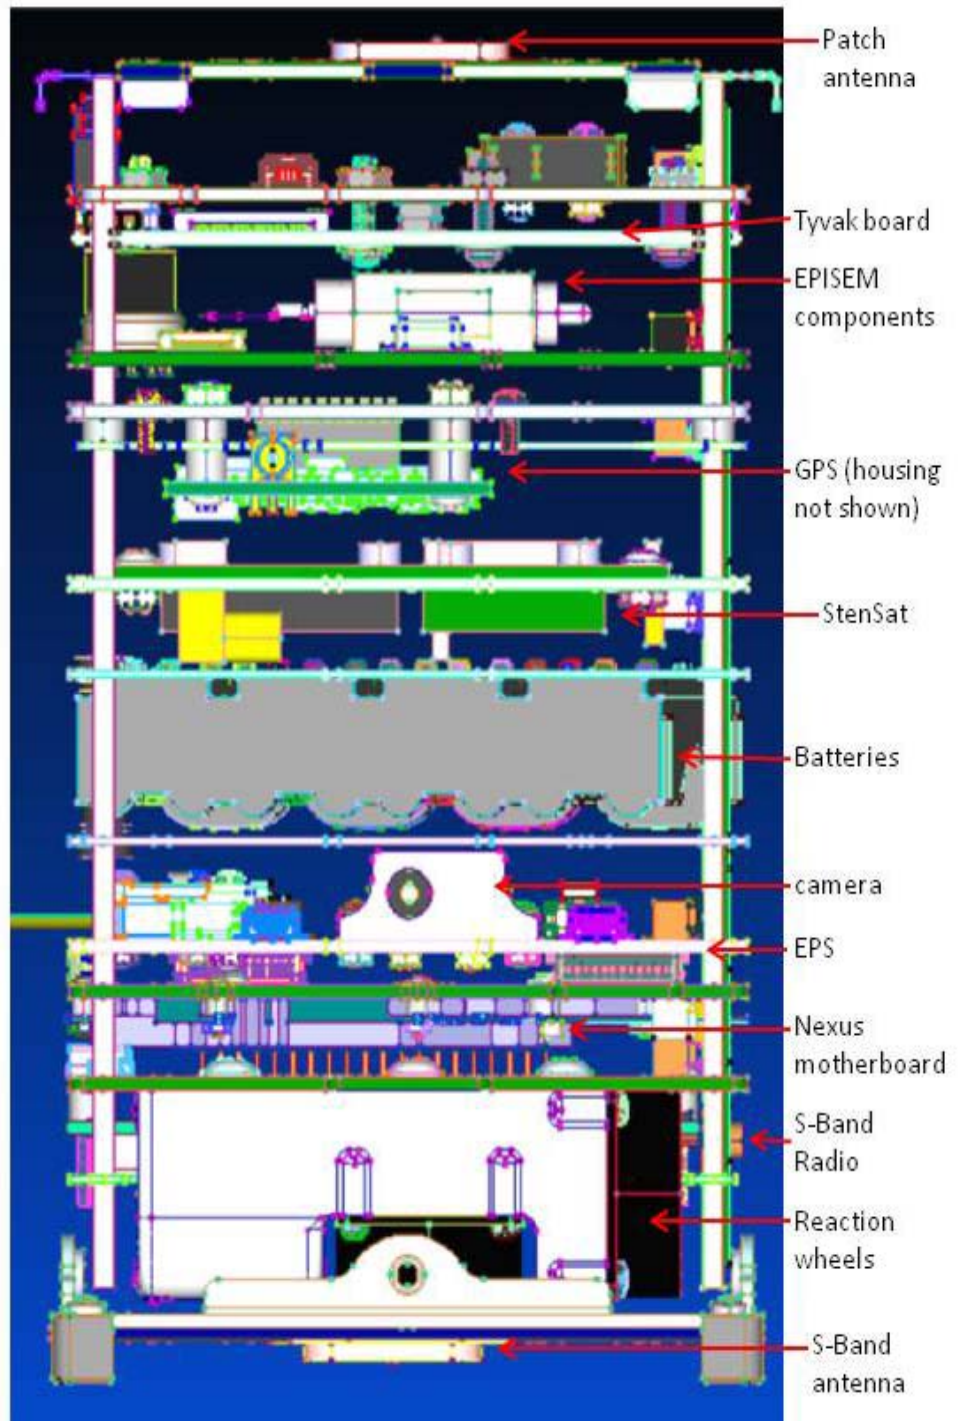 Patch
antenna
Tyvak board
EPISEM
components
GPS (housing
not shown)
StenSat
Batteries
camera
EPS
Nexus
motherboard
S-Band
Radio
Reaction
wheels
S-Band
antenna